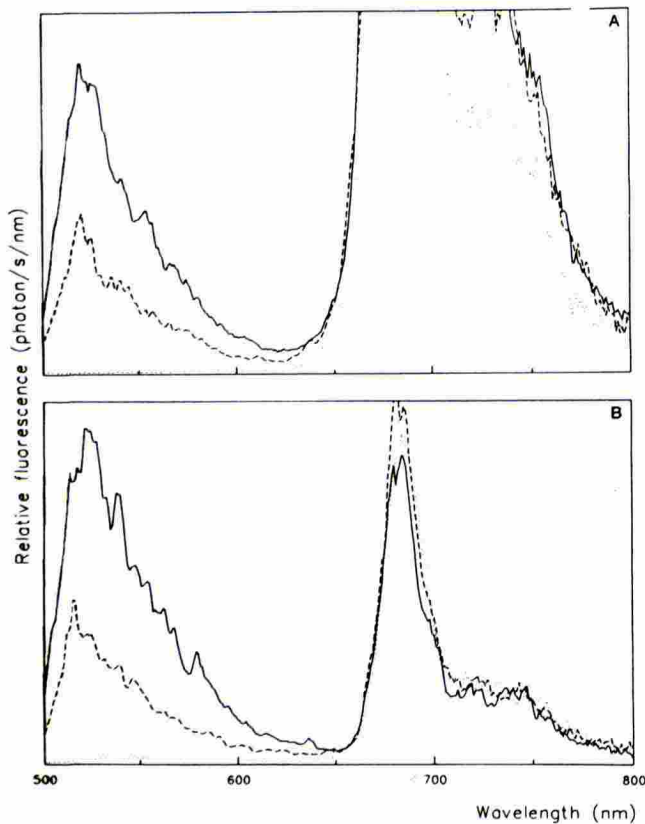 A
Relative fluorescence (photon/s/nm)
B
500
600
700
800
Wavelength (nm)